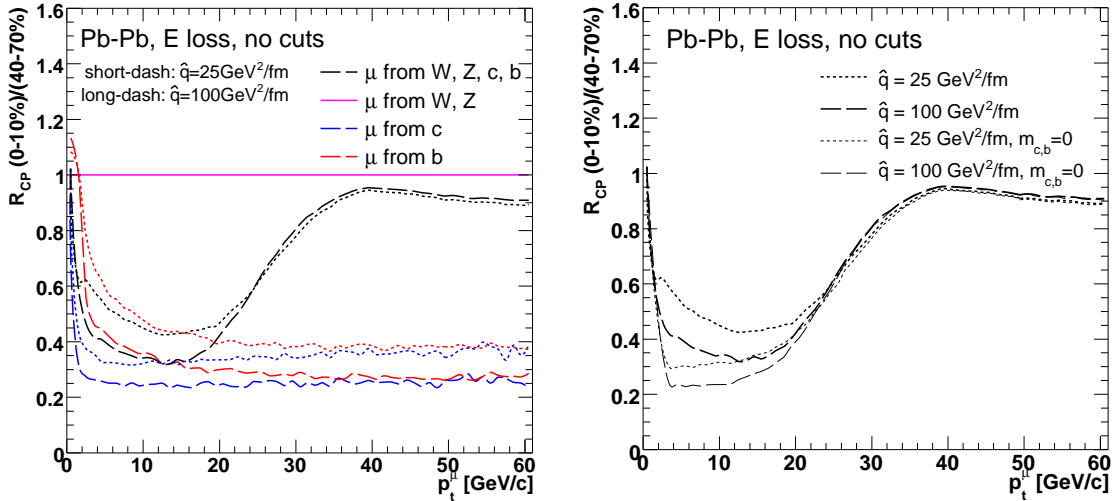 R_CP (0-10%)/(40-70%)
1.6
1.4
1.2
1
0.8
0.6
0.4
0.2
0
Pb-Pb, E loss, no cuts
short-dash: q̂=25GeV²/fm
long-dash: q̂=100GeV²/fm
μ from W, Z, c, b
μ from W, Z
μ from c
μ from b
0 10 20 30 40 50 60
p_t^μ [GeV/c]
R_CP (0-10%)/(40-70%)
1.6
1.4
1.2
1
0.8
0.6
0.4
0.2
0
Pb-Pb, E loss, no cuts
q̂ = 25 GeV²/fm
q̂ = 100 GeV²/fm
q̂ = 25 GeV²/fm, m_c,b=0
q̂ = 100 GeV²/fm, m_c,b=0
0 10 20 30 40 50 60
p_t^μ [GeV/c]